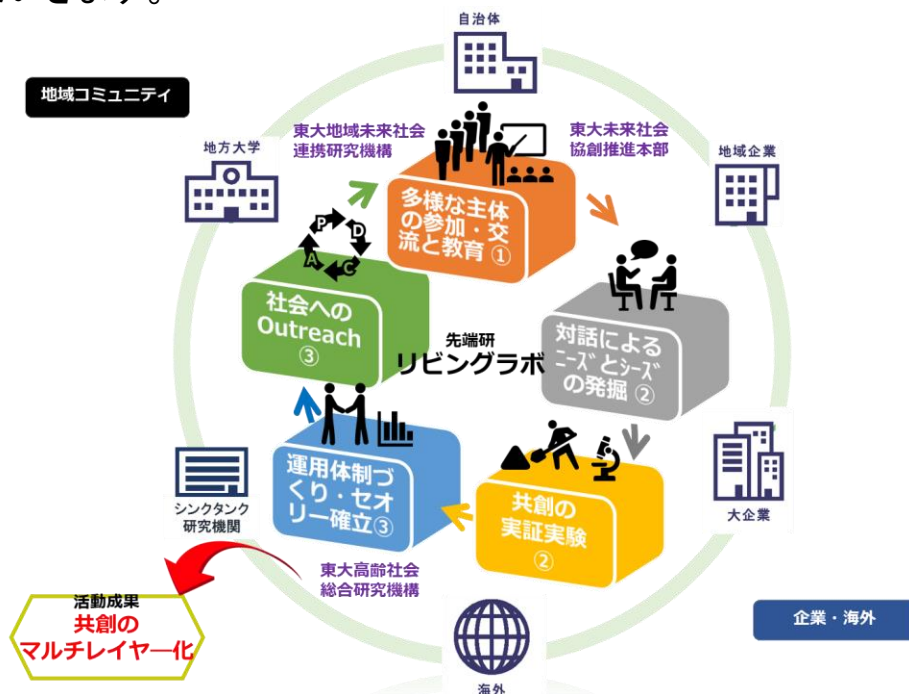 いきます。
自治体
地域コミュニティ
東大地域未来社会
連携研究機構
東大未来社会
協創推進本部
地方大学
地域企業
多様な主体
の参加・交
流と教育 ①
P
D
C
A
社会への
Outreach
③
先端研
リビングラボ
対話による
ニーズとシーズ
の発掘 ②
運用体制づ
くり・セオ
リー確立③
共創の
実証実験
②
シンクタンク
研究機関
大企業
東大高齢社会
総合研究機構
活動成果
共創の
マルチレイヤー化
企業・海外
海外